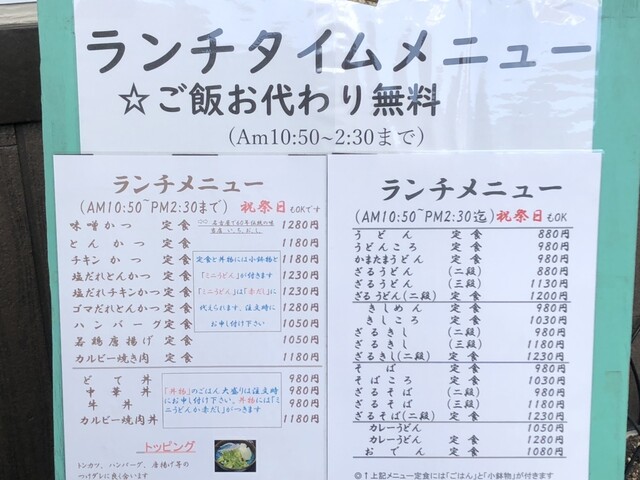 ランチタイムメニュー
☆ご飯お代わり無料
(Am10:50~2:30まで)
ランチメニュー
(AM10:50~PM2:30まで) 祝祭日もOKです
味噌かつ 定食 1280円
とんかつ 定食 1180円
チキンかつ 定食 1180円
塩だれとんかつ 定食 1230円
塩だれチキンかつ 定食 1230円
ゴマだれとんかつ 定食 1280円
ハンバーグ 定食 1050円
若鶏唐揚げ 定食 1050円
カルビー焼き肉 定食 1180円
定食と丼物には小鉢物と
「ミニうどん」が付きます
「ミニうどん」は「赤だし」に
代えられます、注文時に
お申し付け下さい
どて丼 980円
中華丼 980円
牛丼 980円
カルビー焼肉丼 1180円
「丼物」のごはん大盛りは注文時
にお申し付け下さい。丼物には「ミ
ニうどんか赤だし」がつきます
トッピング
トンカツ、ハンバーグ、唐揚げ等の
つけダレに良し合います
ランチメニュー
(AM10:50~PM2:30迄) 祝祭日もOK
うどん 定食 880円
うどんころ 定食 980円
かまたまうどん 定食 980円
ざるうどん (二段) 880円
ざるうどん (三段) 1130円
ざるうどん(二段) 定食 1200円
きしめん 定食 980円
きしころ 定食 1030円
ざるきし (二段) 980円
ざるきし (三段) 1180円
ざるきし(二段) 定食 1230円
そば 定食 980円
そばころ 定食 1030円
ざるそば (二段) 980円
ざるそば (三段) 1180円
ざるそば(二段) 定食 1230円
カレーうどん 1050円
カレーうどん 定食 1280円
おでん 定食 1080円
◎↑上記メニュー定食には「ごはん」と「小鉢物」が付きます